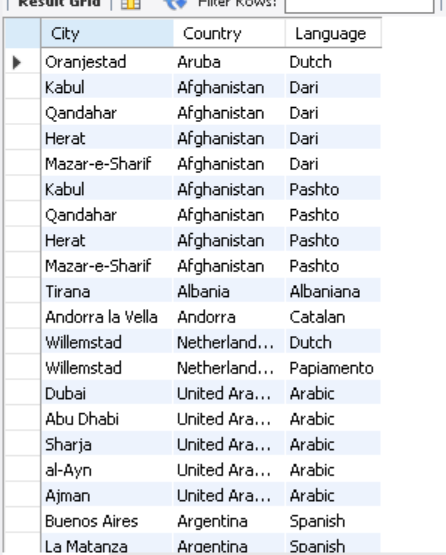 Result Grid Filter Rows:
City Country Language
Oranjestad Aruba Dutch
Kabul Afghanistan Dari
Qandahar Afghanistan Dari
Herat Afghanistan Dari
Mazar-e-Sharif Afghanistan Dari
Kabul Afghanistan Pashto
Qandahar Afghanistan Pashto
Herat Afghanistan Pashto
Mazar-e-Sharif Afghanistan Pashto
Tirana Albania Albaniana
Andorra la Vella Andorra Catalan
Willemstad Netherland... Dutch
Willemstad Netherland... Papiamento
Dubai United Ara... Arabic
Abu Dhabi United Ara... Arabic
Sharja United Ara... Arabic
al-Ayn United Ara... Arabic
Ajman United Ara... Arabic
Buenos Aires Argentina Spanish
La Matanza Argentina Spanish